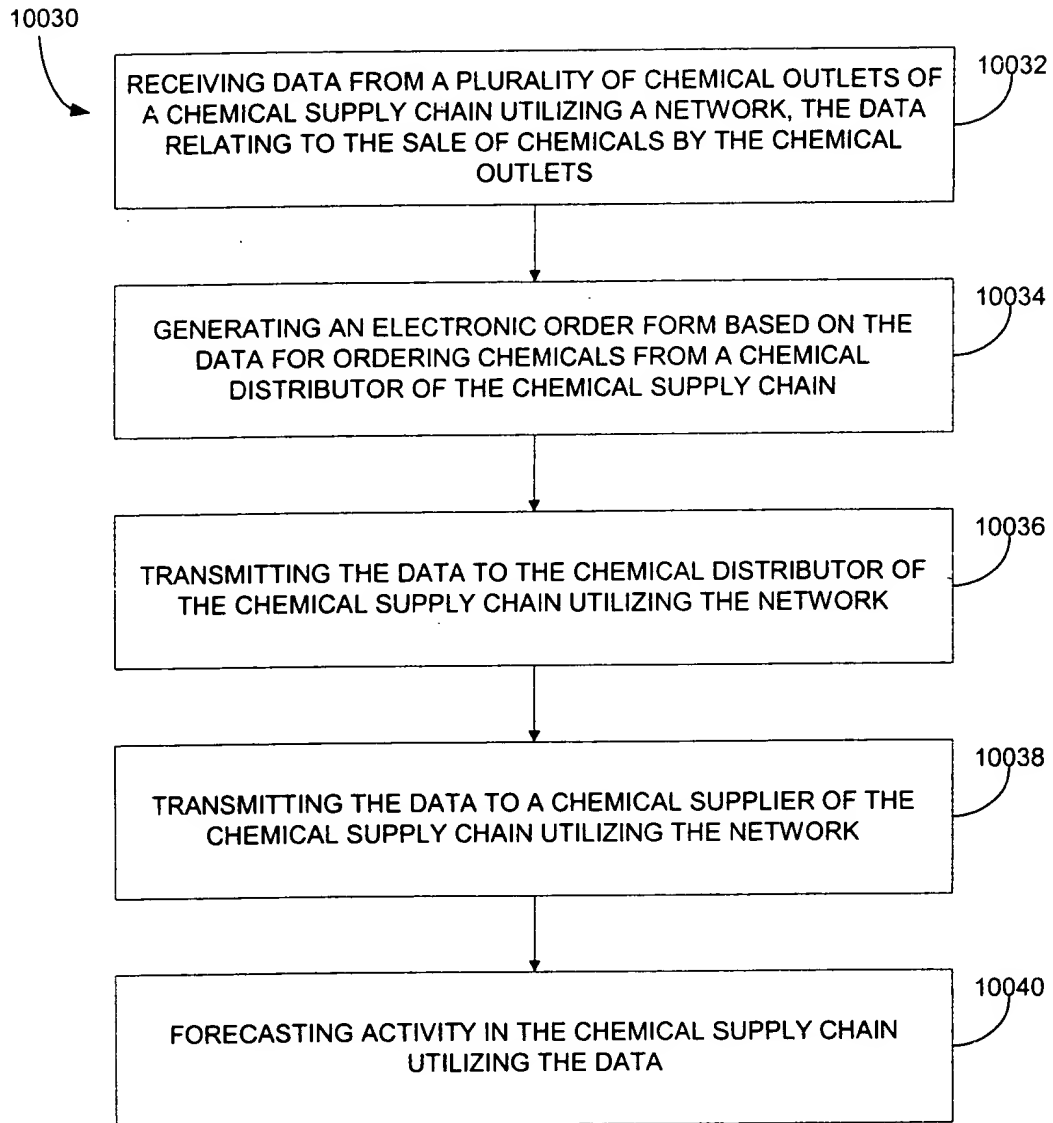 10030
10032
RECEIVING DATA FROM A PLURALITY OF CHEMICAL OUTLETS OF
A CHEMICAL SUPPLY CHAIN UTILIZING A NETWORK, THE DATA
RELATING TO THE SALE OF CHEMICALS BY THE CHEMICAL
OUTLETS
10034
GENERATING AN ELECTRONIC ORDER FORM BASED ON THE
DATA FOR ORDERING CHEMICALS FROM A CHEMICAL
DISTRIBUTOR OF THE CHEMICAL SUPPLY CHAIN
10036
TRANSMITTING THE DATA TO THE CHEMICAL DISTRIBUTOR OF
THE CHEMICAL SUPPLY CHAIN UTILIZING THE NETWORK
10038
TRANSMITTING THE DATA TO A CHEMICAL SUPPLIER OF THE
CHEMICAL SUPPLY CHAIN UTILIZING THE NETWORK
10040
FORECASTING ACTIVITY IN THE CHEMICAL SUPPLY CHAIN
UTILIZING THE DATA